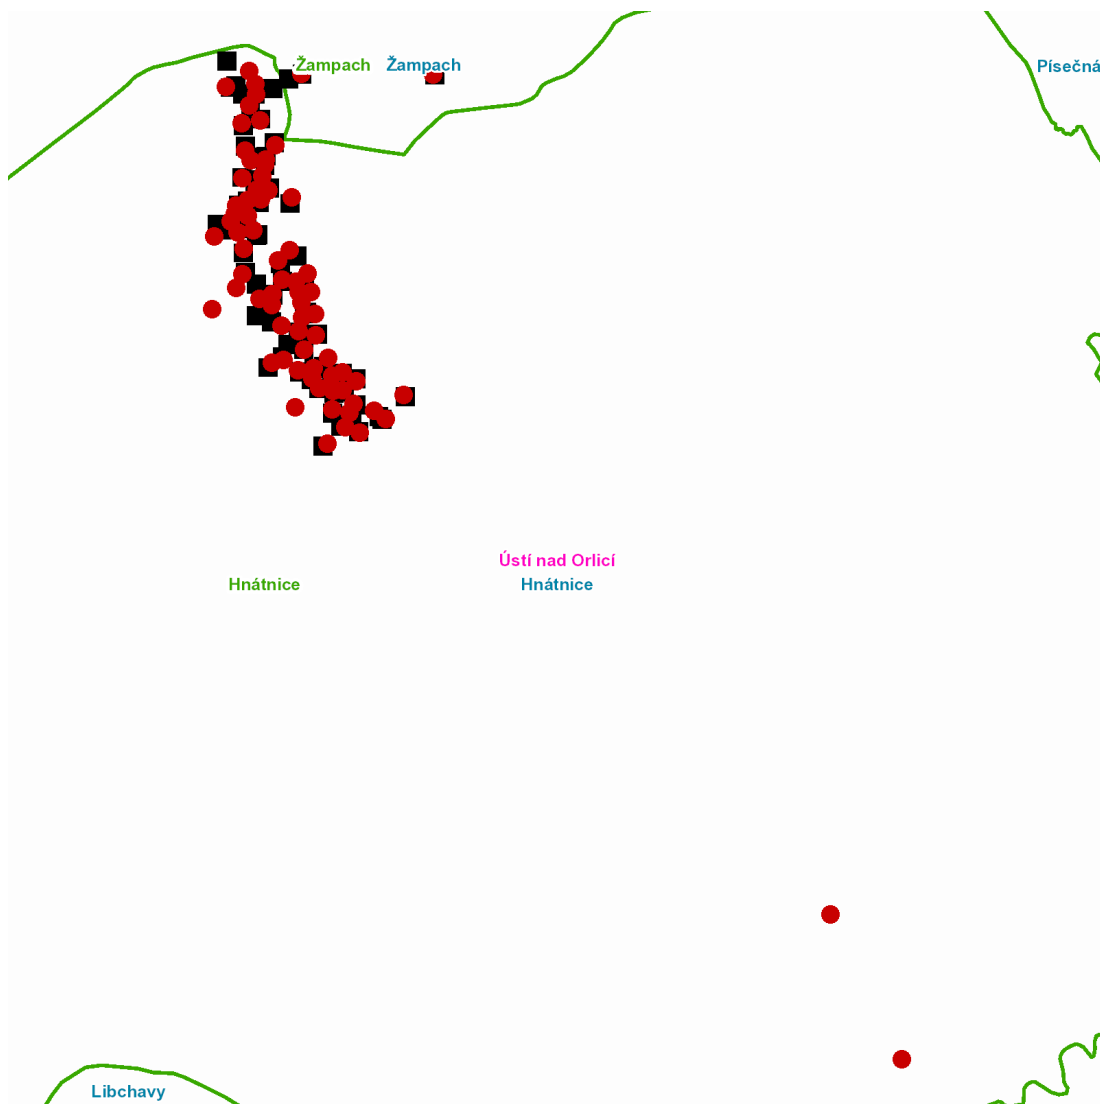 Žampach Žampach
Písečná
Ústí nad Orlicí
Hnátnice Hnátnice
Libchavy